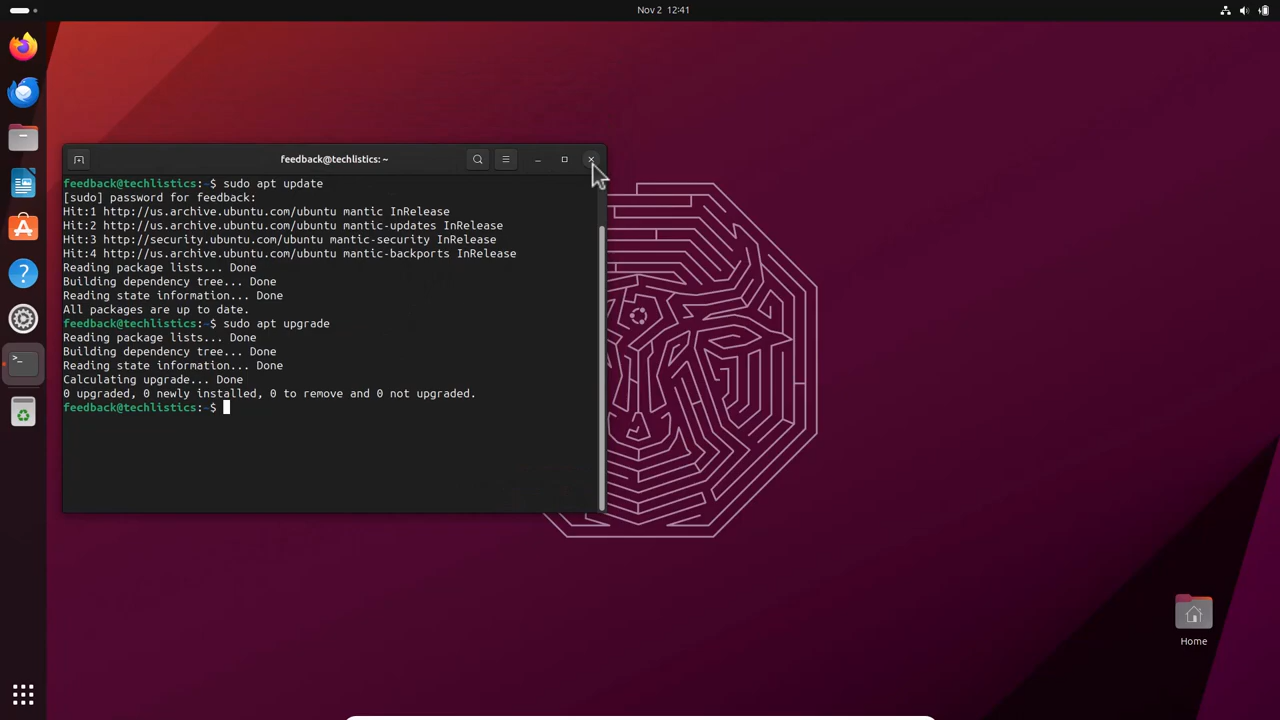 Nov 2 12:41
feedback@techlistics: ~
feedback@techlistics:~$ sudo apt update
[sudo] password for feedback:
Hit:1 http://us.archive.ubuntu.com/ubuntu mantic InRelease
Hit:2 http://us.archive.ubuntu.com/ubuntu mantic-updates InRelease
Hit:3 http://security.ubuntu.com/ubuntu mantic-security InRelease
Hit:4 http://us.archive.ubuntu.com/ubuntu mantic-backports InRelease
Reading package lists... Done
Building dependency tree... Done
Reading state information... Done
All packages are up to date.
feedback@techlistics:~$ sudo apt upgrade
Reading package lists... Done
Building dependency tree... Done
Reading state information... Done
Calculating upgrade... Done
0 upgraded, 0 newly installed, 0 to remove and 0 not upgraded.
feedback@techlistics:~$
Home